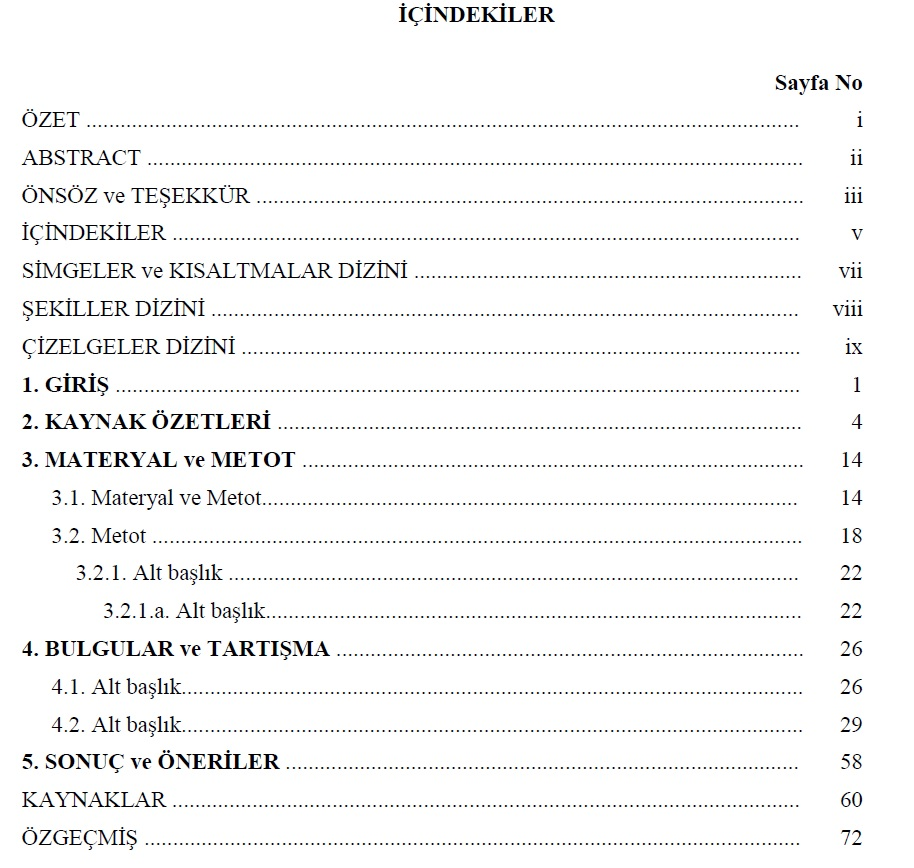 İÇİNDEKİLER
Sayfa No
ÖZET ........................................ i
ABSTRACT ........................................ ii
ÖNSÖZ ve TEŞEKKÜR ........................................ iii
İÇİNDEKİLER ........................................ v
SİMGELER ve KISALTMALAR DİZİNİ ........................................ vii
ŞEKİLLER DİZİNİ ........................................ viii
ÇİZELGELER DİZİNİ ........................................ ix
1. GİRİŞ ........................................ 1
2. KAYNAK ÖZETLERİ ........................................ 4
3. MATERYAL ve METOT ........................................ 14
3.1. Materyal ve Metot........................................ 14
3.2. Metot ........................................ 18
3.2.1. Alt başlık ........................................ 22
3.2.1.a. Alt başlık........................................ 22
4. BULGULAR ve TARTIŞMA ........................................ 26
4.1. Alt başlık........................................ 26
4.2. Alt başlık........................................ 29
5. SONUÇ ve ÖNERİLER ........................................ 58
KAYNAKLAR ........................................ 60
ÖZGEÇMİŞ ........................................ 72